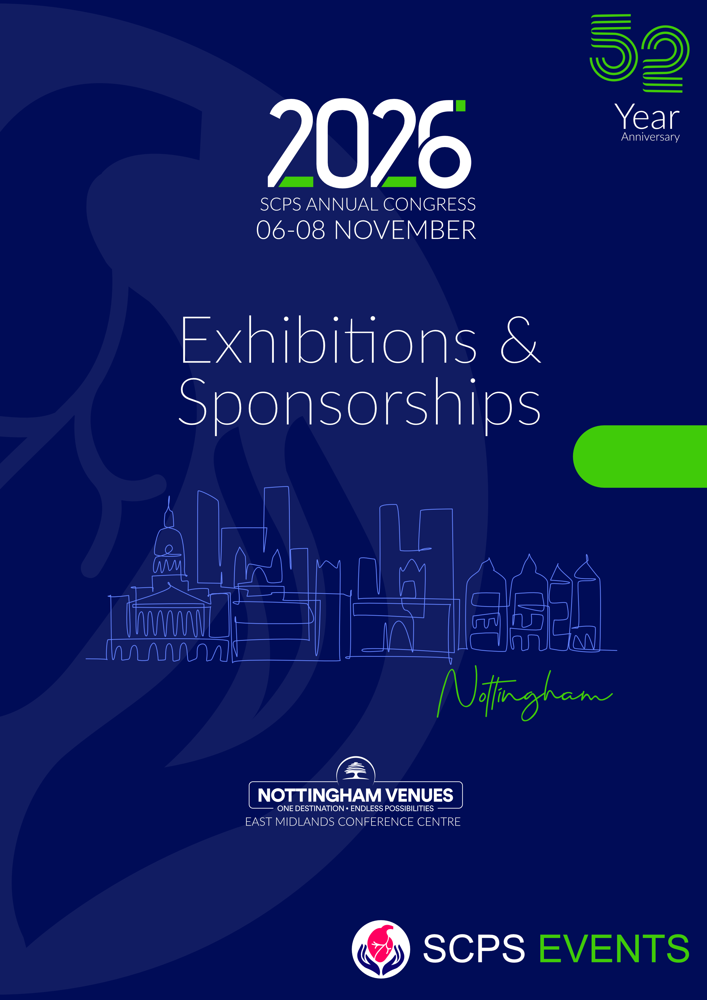 52
Year
Anniversary
2026
SCPS ANNUAL CONGRESS
06-08 NOVEMBER
Exhibitions &
Sponsorships
Nottingham
NOTTINGHAM VENUES
ONE DESTINATION • ENDLESS POSSIBILITIES
EAST MIDLANDS CONFERENCE CENTRE
SCPS EVENTS